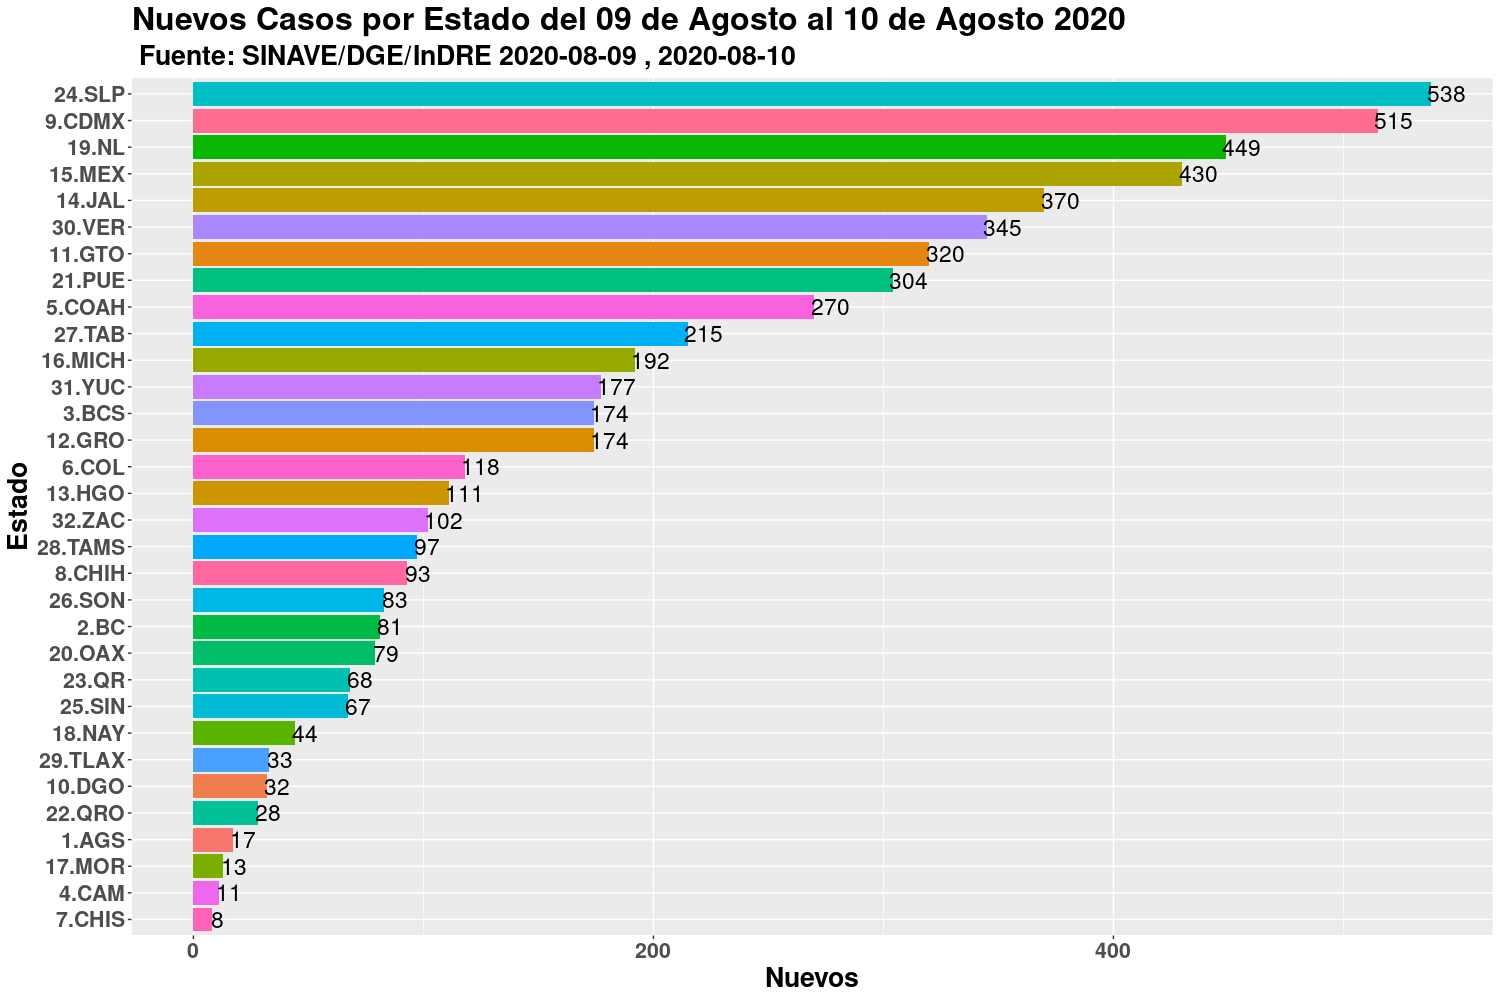 Nuevos Casos por Estado del 09 de Agosto al 10 de Agosto 2020
Fuente: SINAVE/DGE/InDRE 2020-08-09 , 2020-08-10
Estado
24.SLP 538
9.CDMX 515
19.NL 449
15.MEX 430
14.JAL 370
30.VER 345
11.GTO 320
21.PUE 304
5.COAH 270
27.TAB 215
16.MICH 192
31.YUC 177
3.BCS 174
12.GRO 174
6.COL 118
13.HGO 111
32.ZAC 102
28.TAMS 97
8.CHIH 93
26.SON 83
2.BC 81
20.OAX 79
23.QR 68
25.SIN 67
18.NAY 44
29.TLAX 33
10.DGO 32
22.QRO 28
1.AGS 17
17.MOR 13
4.CAM 11
7.CHIS 8
0 200 400
Nuevos